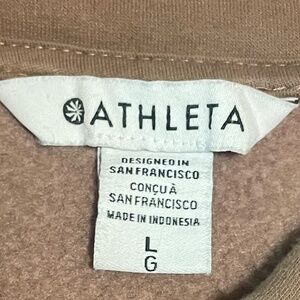 ATHLETA
DESIGNED IN
SAN FRANCISCO
CONÇU À
SAN FRANCISCO
MADE IN INDONESIA
L
G